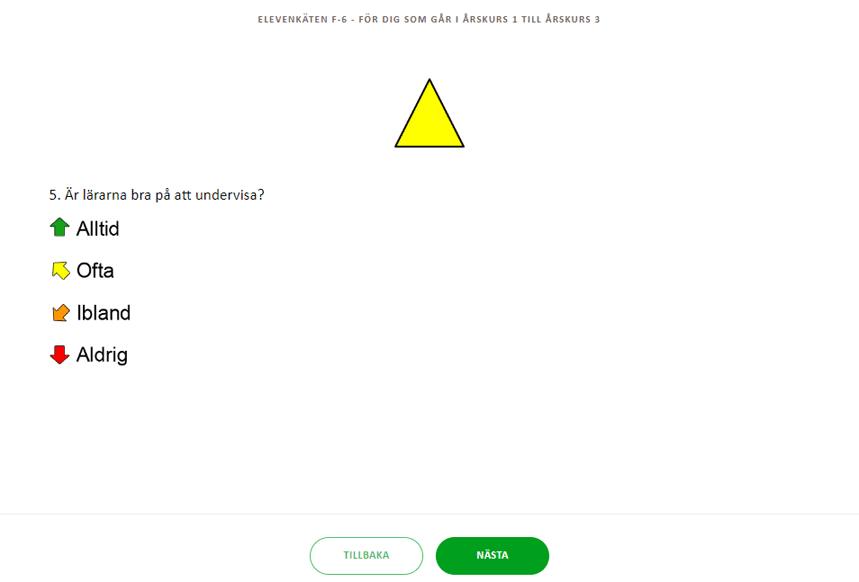 ELEVENKÄTEN F-6 - FÖR DIG SOM GÅR I ÅRSKURS 1 TILL ÅRSKURS 3
5. Är lärarna bra på att undervisa?
Alltid
Ofta
Ibland
Aldrig
TILLBAKA
NÄSTA